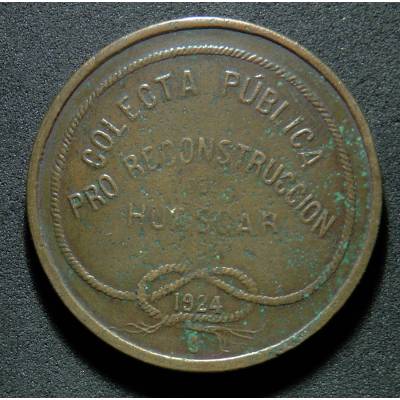 COLECTA PÚBLICA
PRO RECONSTRUCCION
HUASCAR
1924